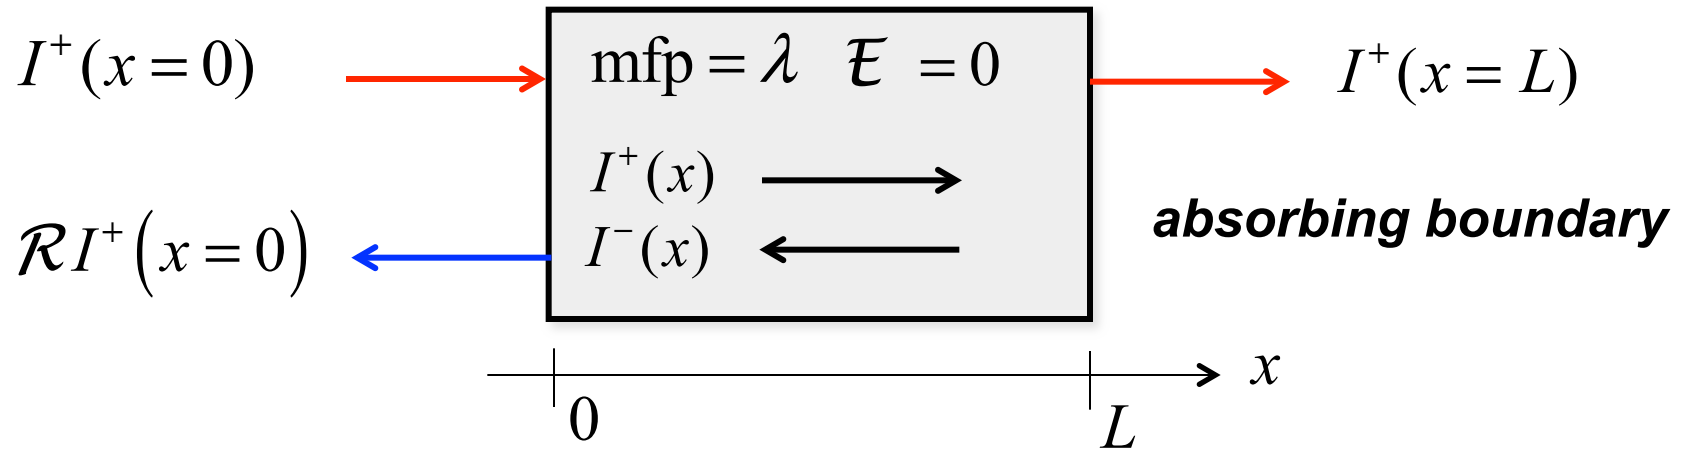 I⁺(x = 0)
mfp = λ ℰ = 0
I⁺(x = L)
I⁺(x)
ℛI⁺(x = 0)
I⁻(x)
absorbing boundary
x
0
L